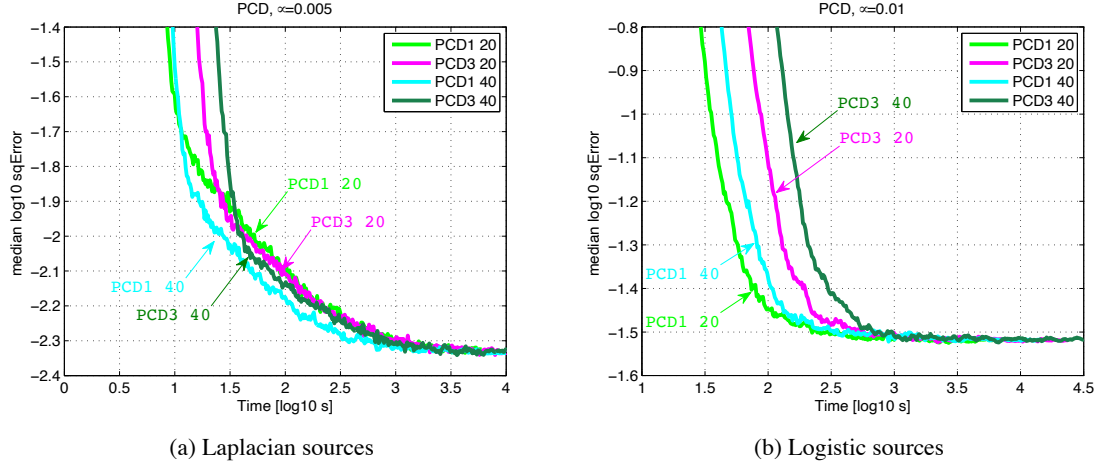 PCD, ∝=0.005
median log10 sqError
−1.4
−1.5
−1.6
−1.7
−1.8
−1.9
−2
−2.1
−2.2
−2.3
−2.4
PCD1 20
PCD3 20
PCD1 40
PCD3 40
PCD1 20
PCD3 20
PCD1 40
PCD3 40
0
0.5
1
1.5
2
2.5
3
3.5
4
Time [log10 s]
(a) Laplacian sources
PCD, ∝=0.01
median log10 sqError
−0.8
−0.9
−1
−1.1
−1.2
−1.3
−1.4
−1.5
−1.6
PCD1 20
PCD3 20
PCD1 40
PCD3 40
PCD3 40
PCD3 20
PCD1 40
PCD1 20
1
1.5
2
2.5
3
3.5
4
4.5
Time [log10 s]
(b) Logistic sources